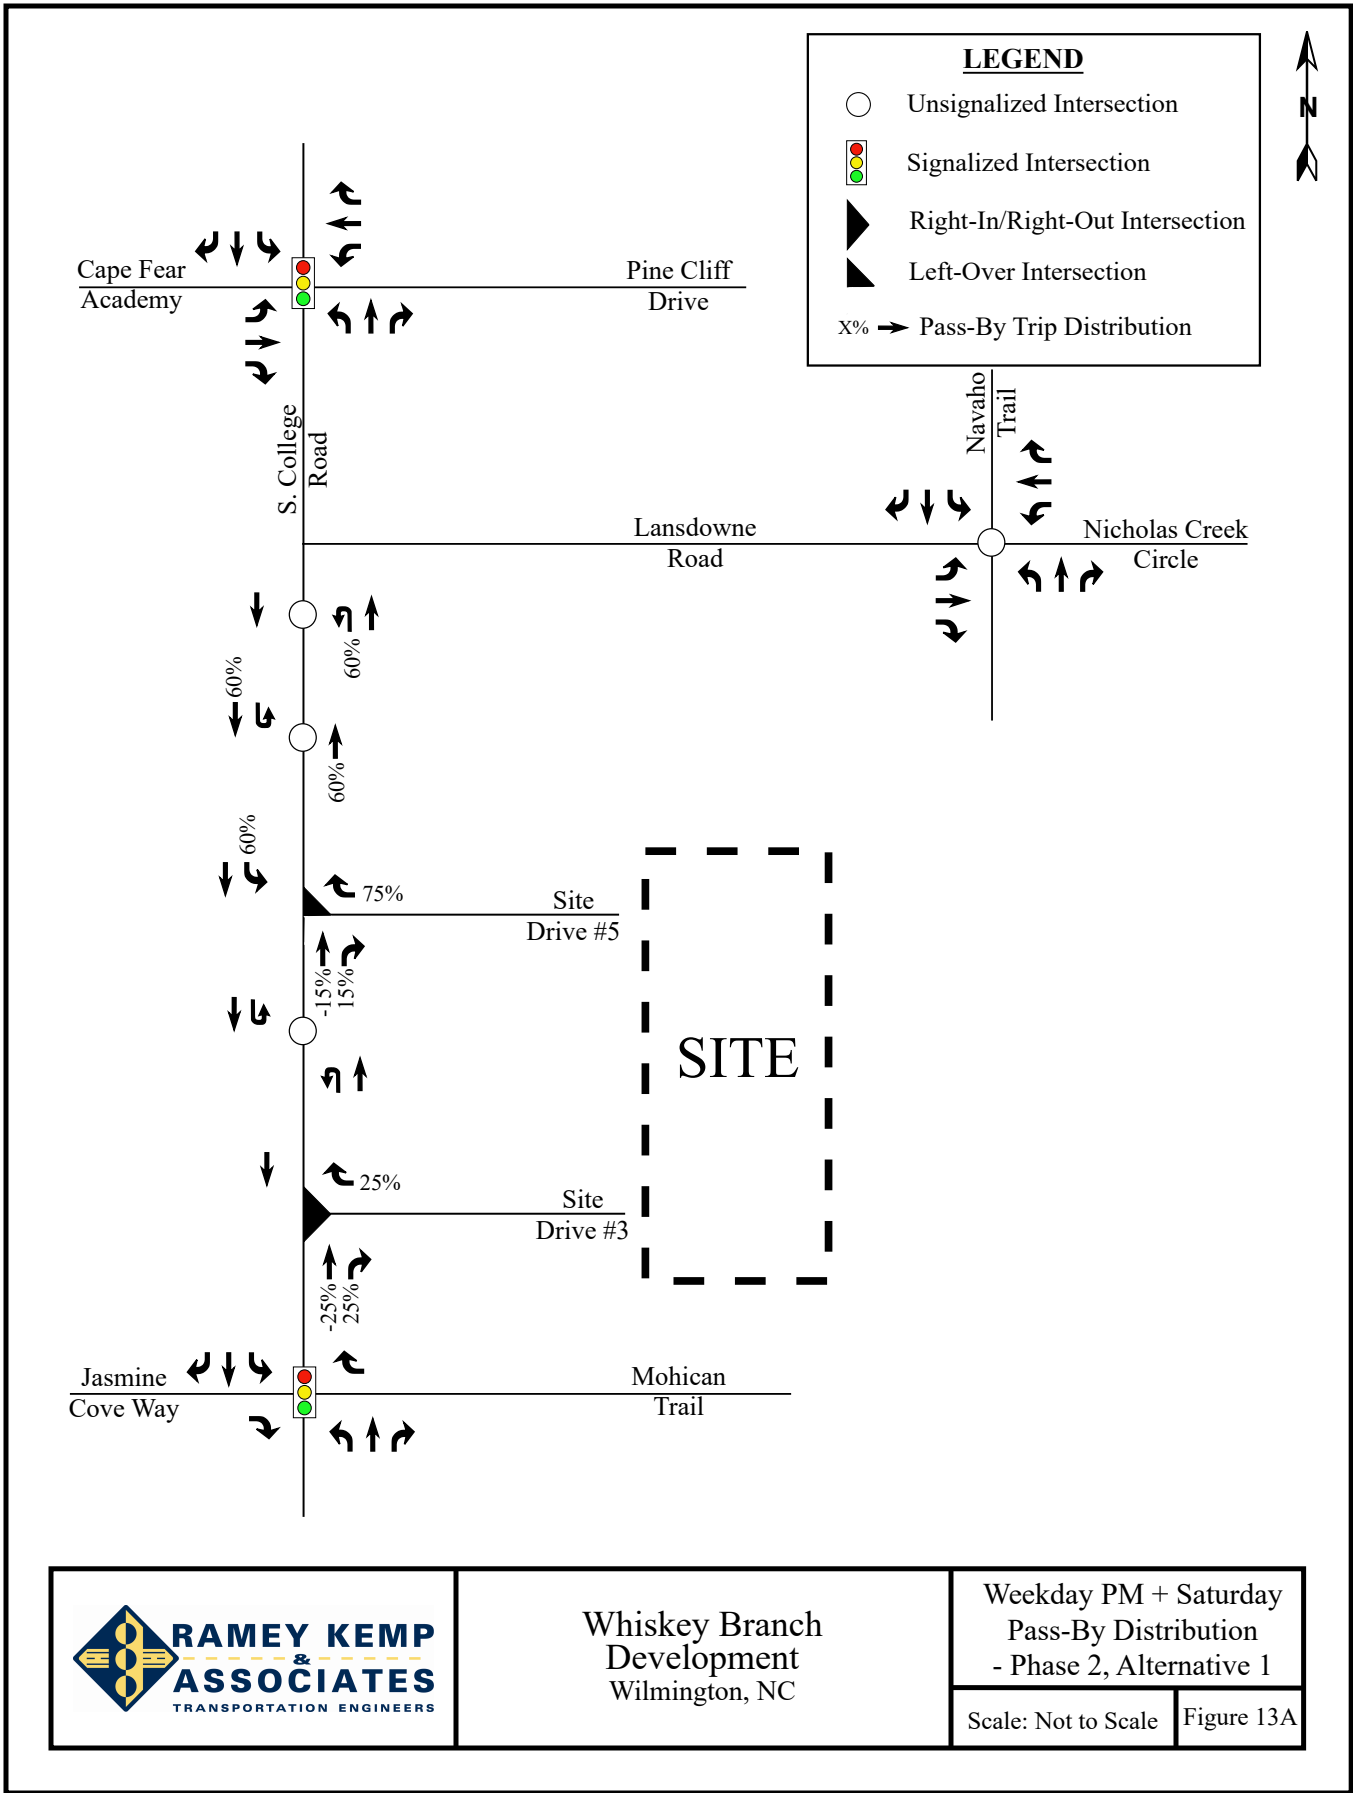 LEGEND
Unsignalized Intersection
Signalized Intersection
Right-In/Right-Out Intersection
Left-Over Intersection
X% Pass-By Trip Distribution
N
Cape Fear
Academy
Pine Cliff
Drive
S. College
Road
Navaho
Trail
Lansdowne
Road
Nicholas Creek
Circle
60%
60%
60%
60%
75%
Site
Drive #5
-15%
15%
SITE
25%
Site
Drive #3
-25%
25%
Jasmine
Cove Way
Mohican
Trail
RAMEY KEMP
&
ASSOCIATES
TRANSPORTATION ENGINEERS
Whiskey Branch
Development
Wilmington, NC
Weekday PM + Saturday
Pass-By Distribution
- Phase 2, Alternative 1
Scale: Not to Scale
Figure 13A